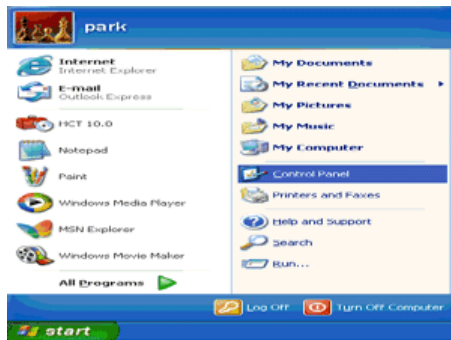 park
Internet
Internet Explorer
E-mail
Outlook Express
HCT 10.0
Notepad
Paint
Windows Media Player
MSN Explorer
Windows Movie Maker
All Programs
My Documents
My Recent Documents
My Pictures
My Music
My Computer
Control Panel
Printers and Faxes
Help and Support
Search
Run...
Log Off
Turn Off Computer
start